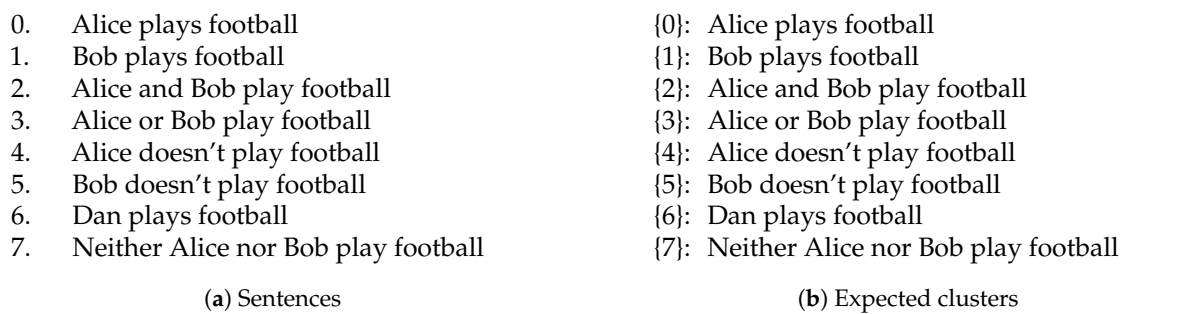 0. Alice plays football
1. Bob plays football
2. Alice and Bob play football
3. Alice or Bob play football
4. Alice doesn’t play football
5. Bob doesn’t play football
6. Dan plays football
7. Neither Alice nor Bob play football
(a) Sentences
{0}: Alice plays football
{1}: Bob plays football
{2}: Alice and Bob play football
{3}: Alice or Bob play football
{4}: Alice doesn’t play football
{5}: Bob doesn’t play football
{6}: Dan plays football
{7}: Neither Alice nor Bob play football
(b) Expected clusters